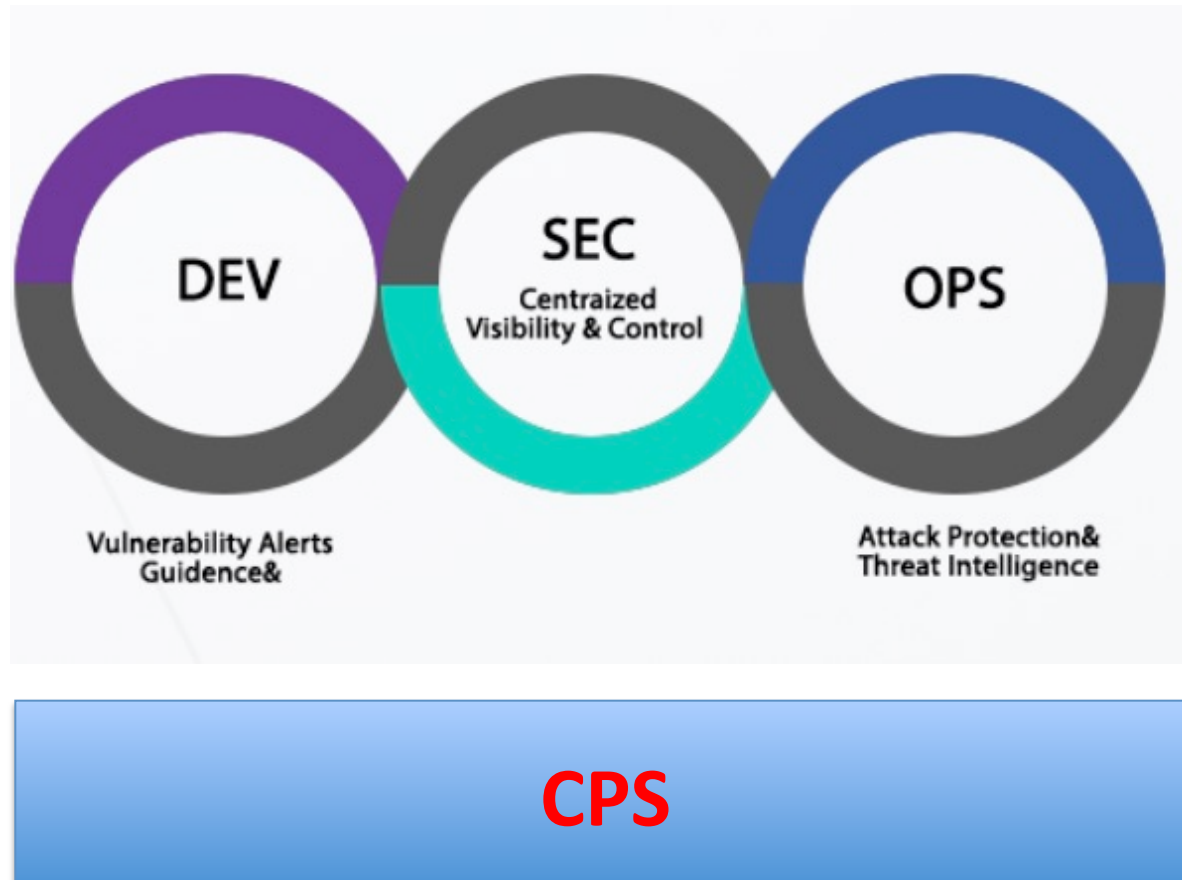 DEV
SEC
Centraized
Visibility & Control
OPS
Vulnerability Alerts
Guidence&
Attack Protection&
Threat Intelligence
CPS